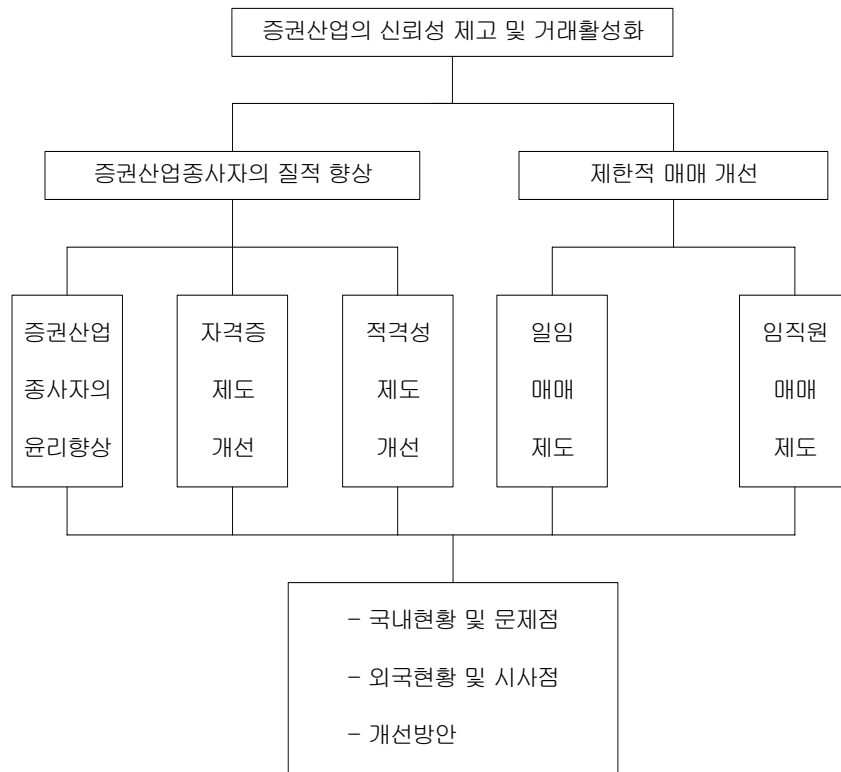 증권산업의 신뢰성 제고 및 거래활성화
증권산업종사자의 질적 향상
제한적 매매 개선
증권산업
종사자의
윤리향상
자격증
제도
개선
적격성
제도
개선
일임
매매
제도
임직원
매매
제도
- 국내현황 및 문제점
- 외국현황 및 시사점
- 개선방안